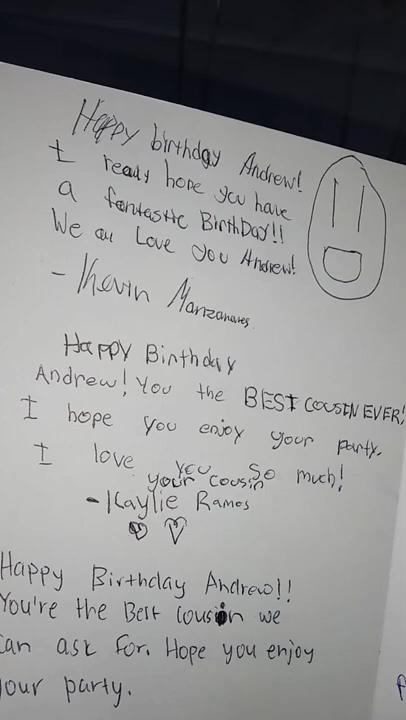 Happy birthday Andrew!
I really hope you have
a fantastic BirthDay!!
We all Love you Andrew!
- Kevin Manzanares
Happy Birthday
Andrew! You the BEST COUSIN EVER!
I hope you enjoy your party.
I love you so much!
your cousin
- Kaylie Ramos
Happy Birthday Andrew!!
You're the Best cousin we
can ask for. Hope you enjoy
your party.